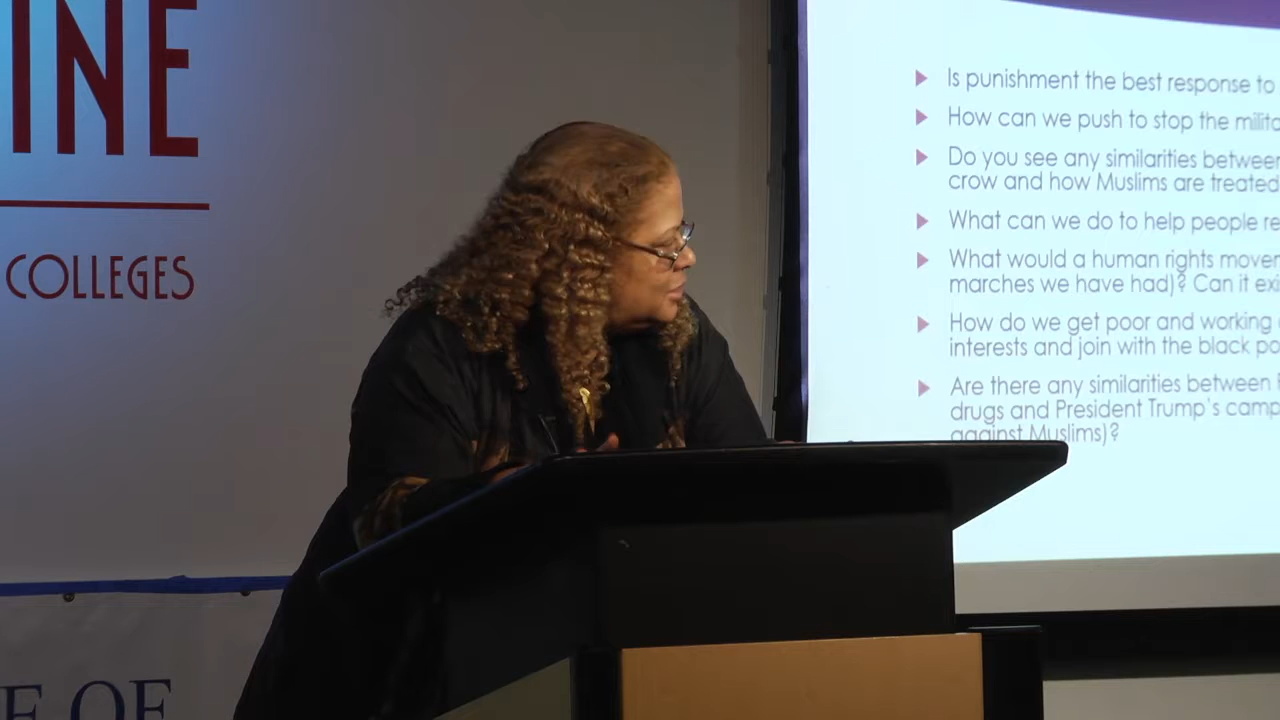 INE
COLLEGES
E OF
Is punishment the best response to
How can we push to stop the milita
Do you see any similarities between
crow and how Muslims are treated
What can we do to help people re
What would a human rights movem
marches we have had)? Can it exi
How do we get poor and working
interests and join with the black po
Are there any similarities between
drugs and President Trump's camp
against Muslims)?